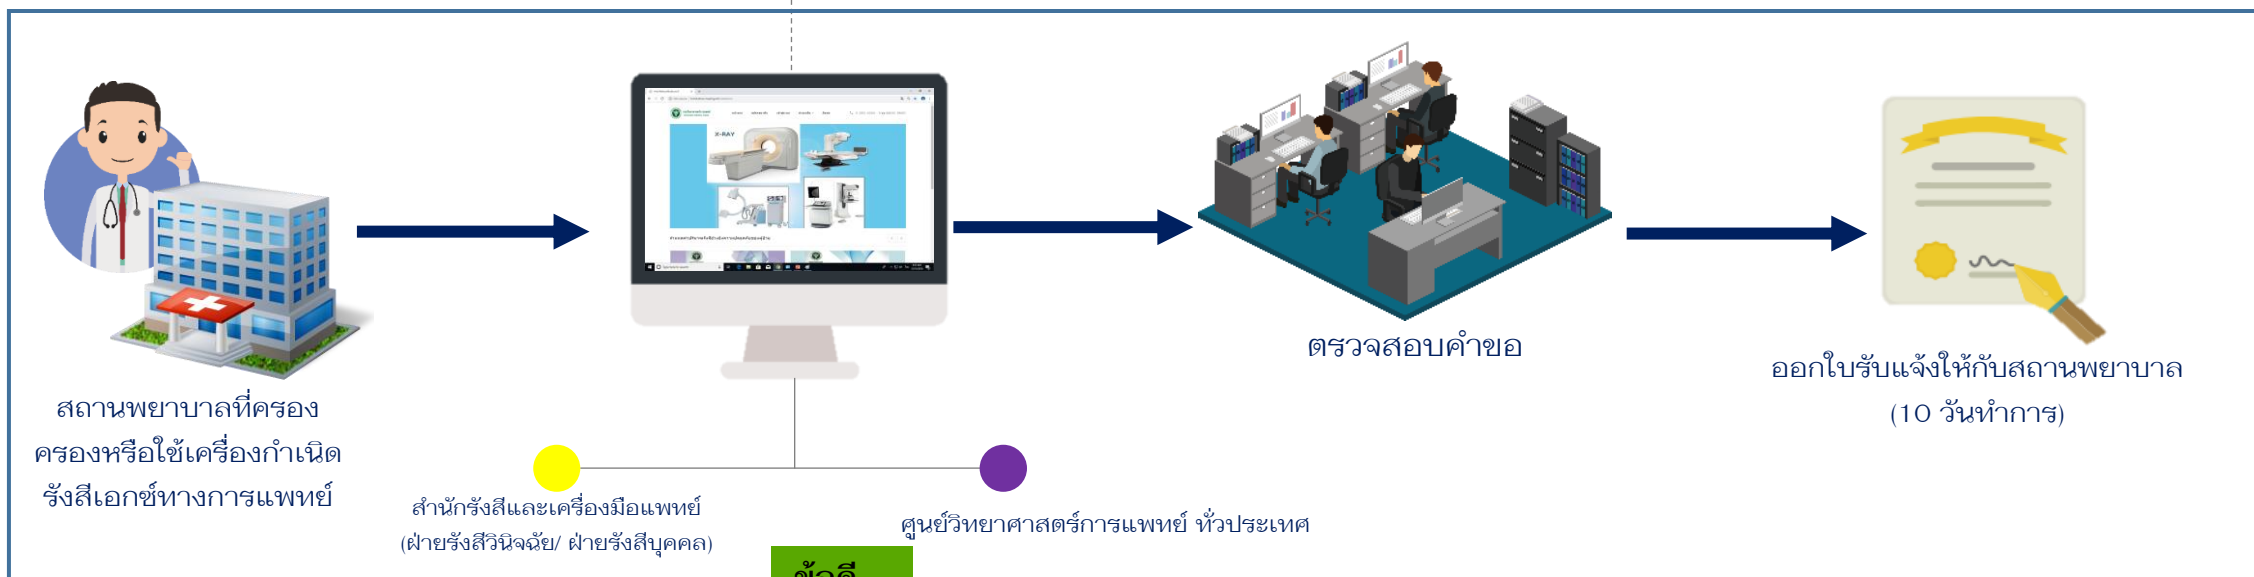 X-RAY
ตรวจสอบคำขอ
ออกใบรับแจ้งให้กับสถานพยาบาล
(10 วันทำการ)
สถานพยาบาลที่ครอง
ครองหรือใช้เครื่องกำเนิด
รังสีเอกซ์ทางการแพทย์
สำนักรังสีและเครื่องมือแพทย์
(ฝ่ายรังสีวินิจฉัย/ ฝ่ายรังสีบุคคล)
ศูนย์วิทยาศาสตร์การแพทย์ ทั่วประเทศ
ข้อดี